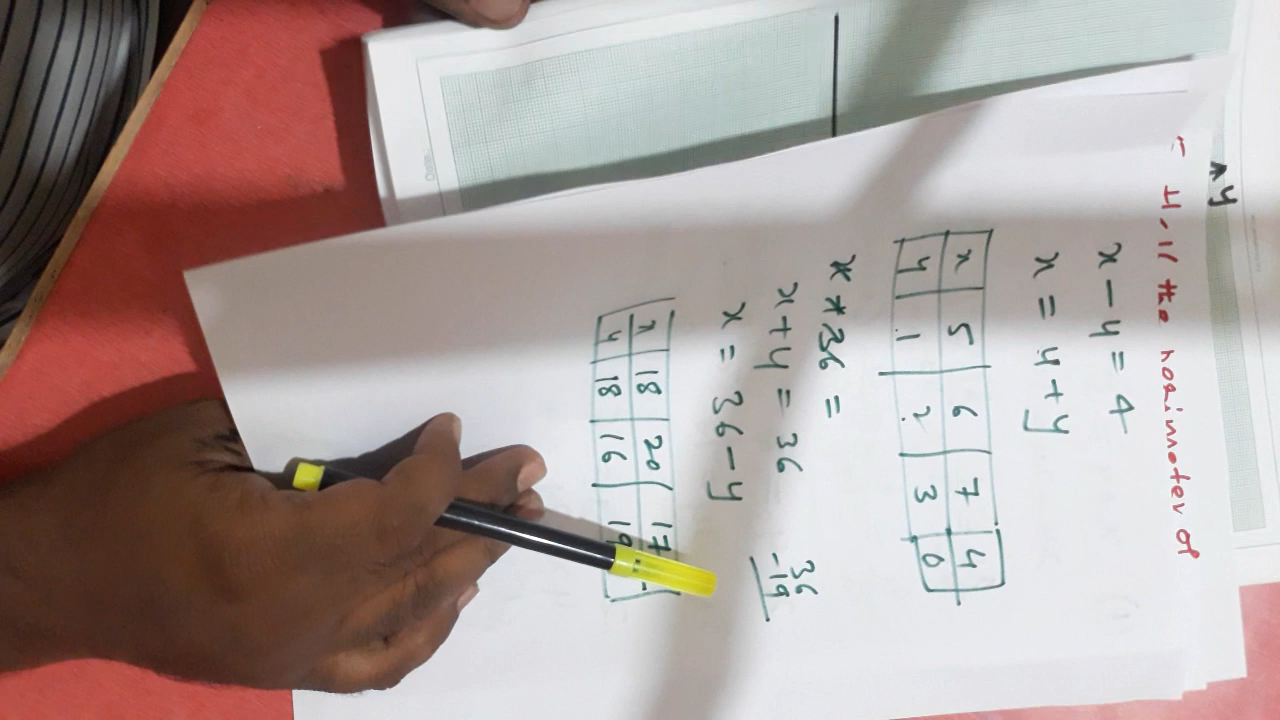 y
the
of
x - y = 4
x = 4 + y
x 5 6 7 4
y 1 2 3 0
36 =
x + y = 36
36
-19
x = 36 - y
x 18 20 17
y 18 16 19